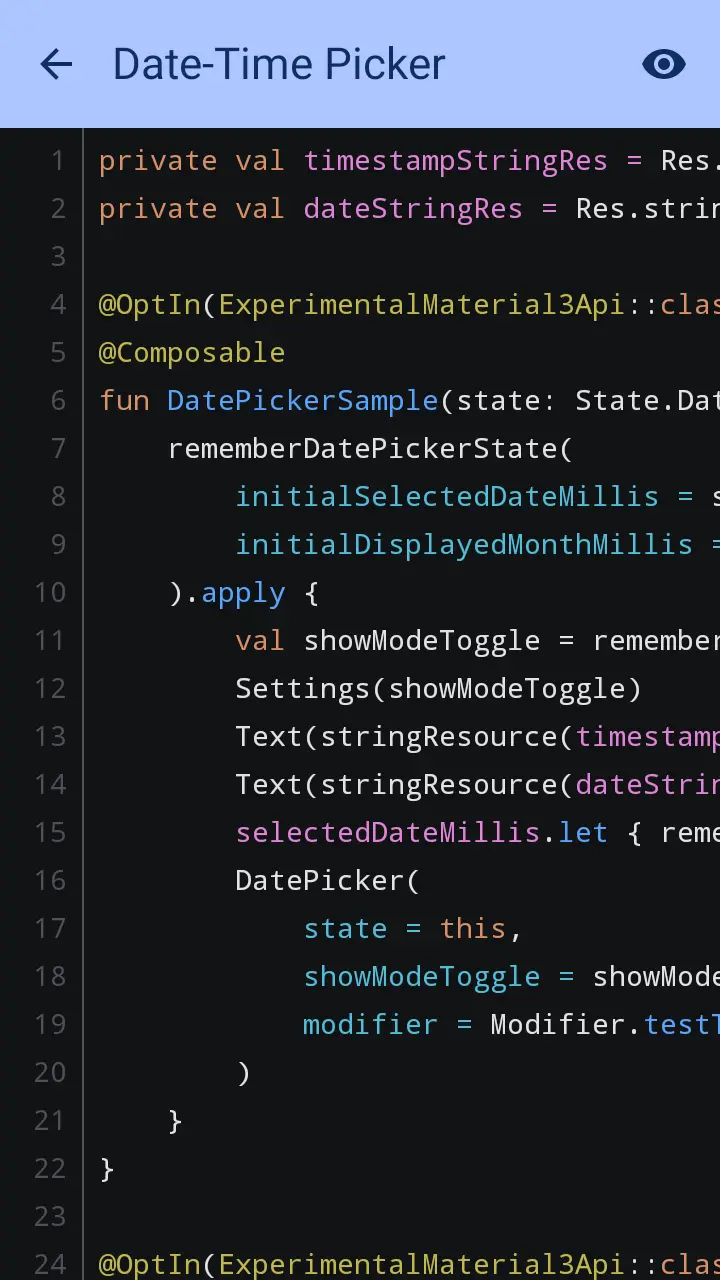 Date-Time Picker
1 private val timestampStringRes = Res.
2 private val dateStringRes = Res.strin
3
4 @OptIn(ExperimentalMaterial3Api::clas
5 @Composable
6 fun DatePickerSample(state: State.Dat
7     rememberDatePickerState(
8         initialSelectedDateMillis = s
9         initialDisplayedMonthMillis =
10     ).apply {
11         val showModeToggle = remember
12         Settings(showModeToggle)
13         Text(stringResource(timestamp
14         Text(stringResource(dateStrin
15         selectedDateMillis.let { reme
16         DatePicker(
17             state = this,
18             showModeToggle = showMode
19             modifier = Modifier.testT
20         )
21     }
22 }
23
24 @OptIn(ExperimentalMaterial3Api::clas